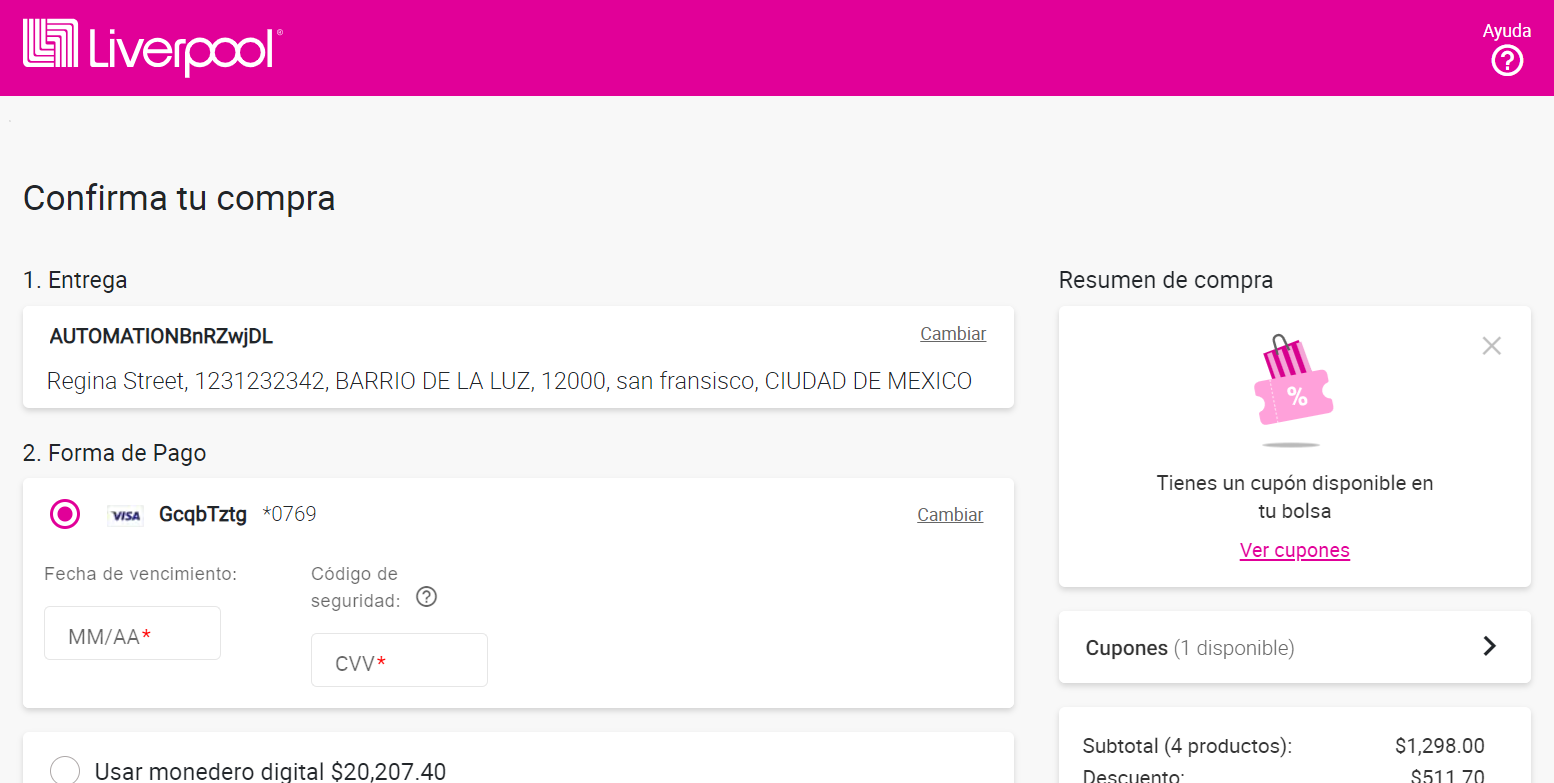 Liverpool®
Ayuda
Confirma tu compra
1. Entrega
AUTOMATIONBnRZwjDL
Cambiar
Regina Street, 1231232342, BARRIO DE LA LUZ, 12000, san fransisco, CIUDAD DE MEXICO
2. Forma de Pago
VISA GcqbTztg *0769
Cambiar
Fecha de vencimiento:
MM/AA*
Código de
seguridad:
CVV*
Usar monedero digital $20,207.40
Resumen de compra
%
Tienes un cupón disponible en
tu bolsa
Ver cupones
Cupones (1 disponible)
Subtotal (4 productos): $1,298.00
Descuento: $511.70